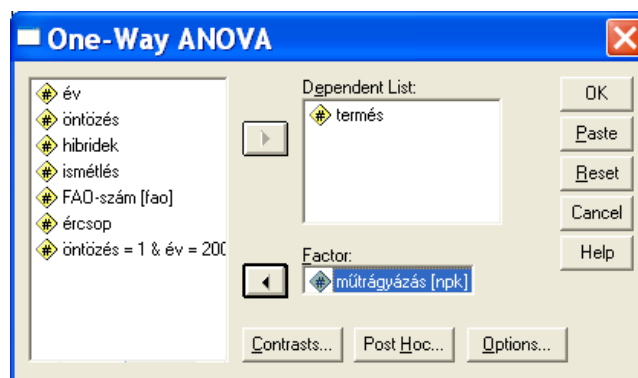 One-Way ANOVA
év
öntözés
hibridek
ismétlés
FAO-szám [fao]
ércsop
öntözés = 1 & év = 200
Dependent List:
termés
Factor:
műtrágyázás [npk]
Contrasts...
Post Hoc...
Options...
OK
Paste
Reset
Cancel
Help